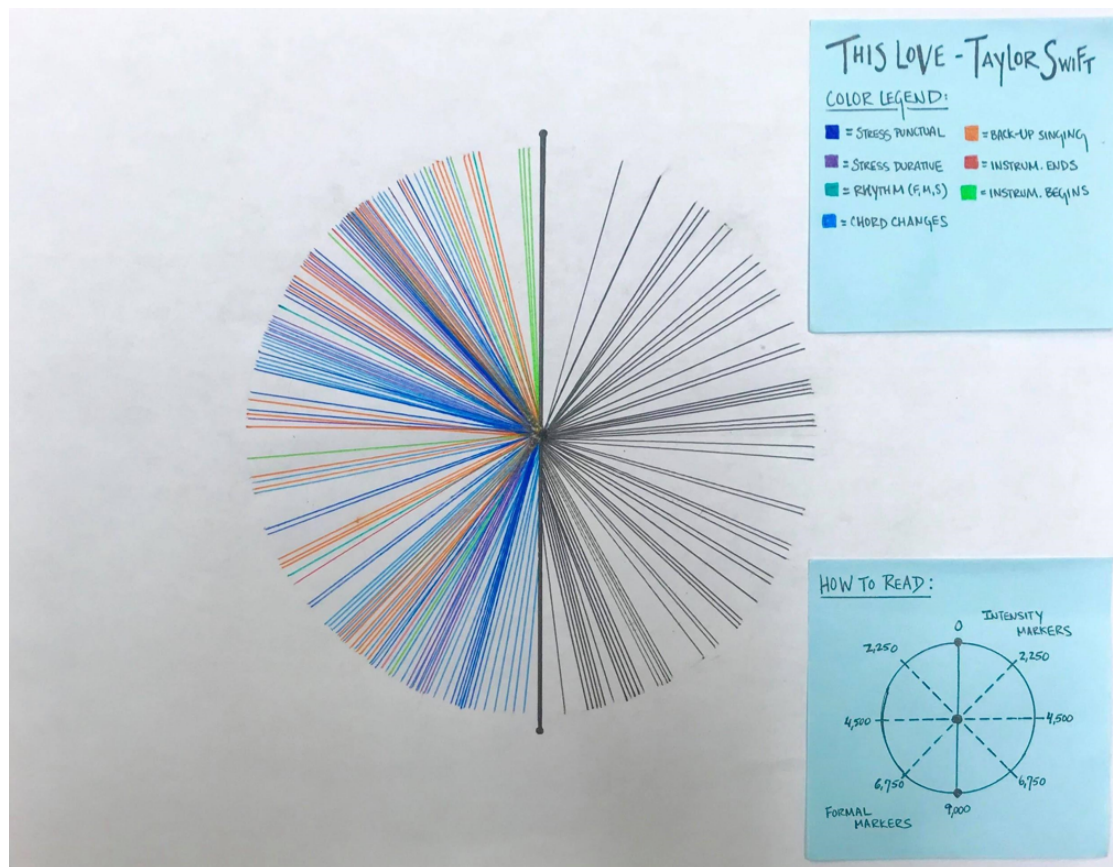 THIS LOVE - TAYLOR SWIFT
COLOR LEGEND:
= STRESS PUNCTUAL
= STRESS DURATIVE
= RHYTHM (F, M, S)
= CHORD CHANGES
= BACK-UP SINGING
= INSTRUM. ENDS
= INSTRUM. BEGINS
HOW TO READ:
0
INTENSITY
MARKERS
2,250
2,250
4,500
4,500
6,750
6,750
9,000
FORMAL
MARKERS